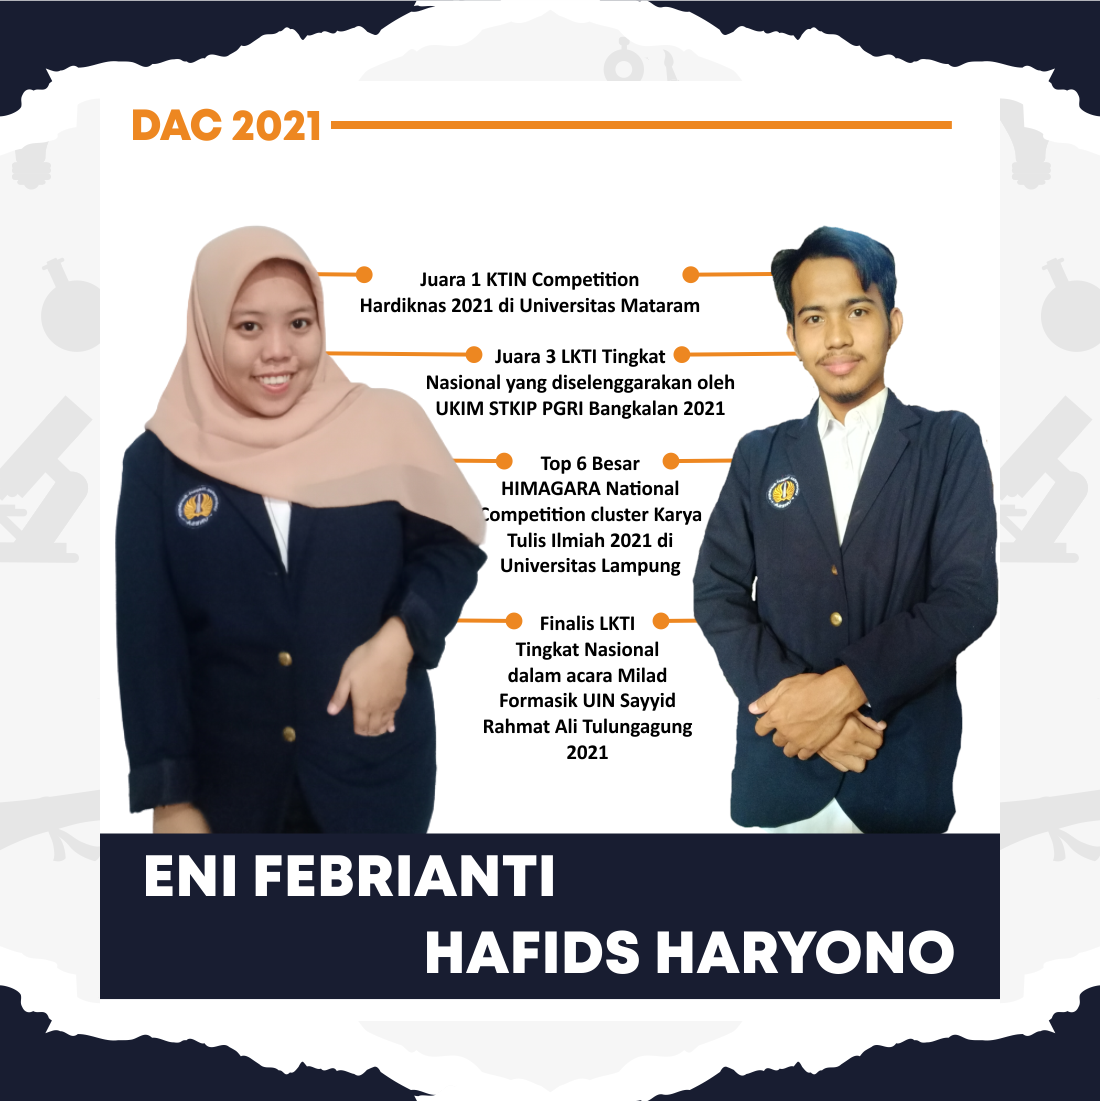 DAC 2021
Juara 1 KTIN Competition
Hardiknas 2021 di Universitas Mataram
Juara 3 LKTI Tingkat
Nasional yang diselenggarakan oleh
UKIM STKIP PGRI Bangkalan 2021
Top 6 Besar
HIMAGARA National
Competition cluster Karya
Tulis Ilmiah 2021 di
Universitas Lampung
Finalis LKTI
Tingkat Nasional
dalam acara Milad
Formasik UIN Sayyid
Rahmat Ali Tulungagung
2021
ENI FEBRIANTI
HAFIDS HARYONO